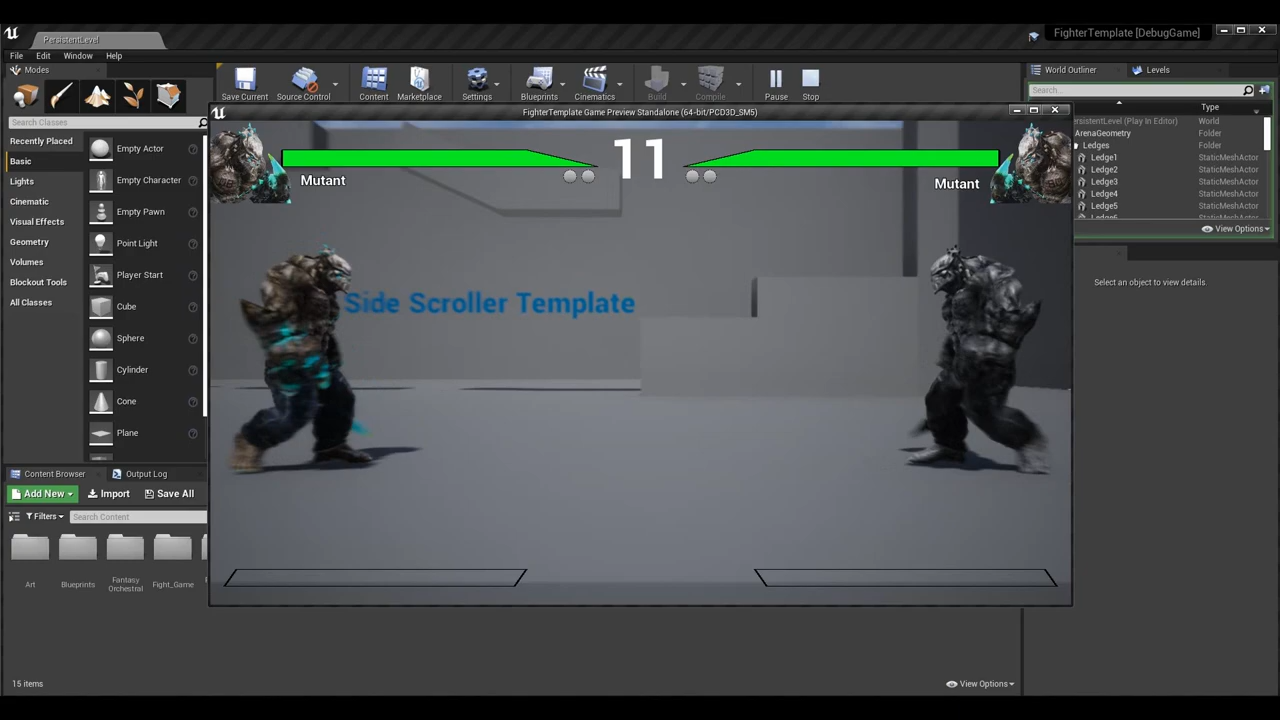 PersistentLevel
FighterTemplate [DebugGame]
File Edit Window Help
Modes
World Outliner
Levels
Save Current
Source Control
Content
Marketplace
Settings
Blueprints
Cinematics
Build
Compile
Pause
Stop
Search Classes
Search...
Type
Recently Placed
Basic
Lights
Cinematic
Visual Effects
Geometry
Volumes
Blockout Tools
All Classes
Empty Actor
Empty Character
Empty Pawn
Point Light
Player Start
Cube
Sphere
Cylinder
Cone
Plane
FighterTemplate Game Preview Standalone (64-bit/PCD3D_SM5)
11
Mutant
Mutant
Side Scroller Template
ersistentLevel (Play In Editor) World
ArenaGeometry Folder
Ledges Folder
Ledge1 StaticMeshActor
Ledge2 StaticMeshActor
Ledge3 StaticMeshActor
Ledge4 StaticMeshActor
Ledge5 StaticMeshActor
View Options
Select an object to view details.
Content Browser
Output Log
Add New
Import
Save All
Filters
Search Content
Art
Blueprints
Fantasy
Orchestral
Fight_Game
15 items
View Options